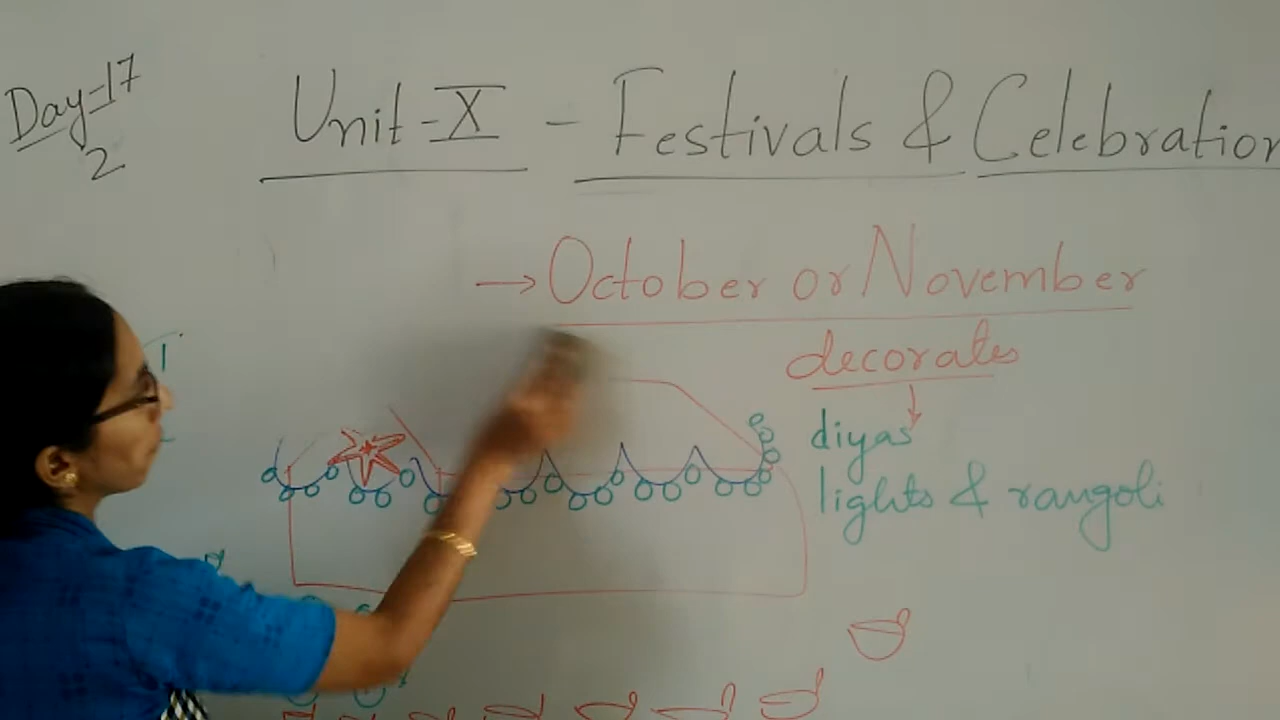 Day-17
2
Unit-X - Festivals & Celebration
→ October or November
decorates
diyas
lights & rangoli